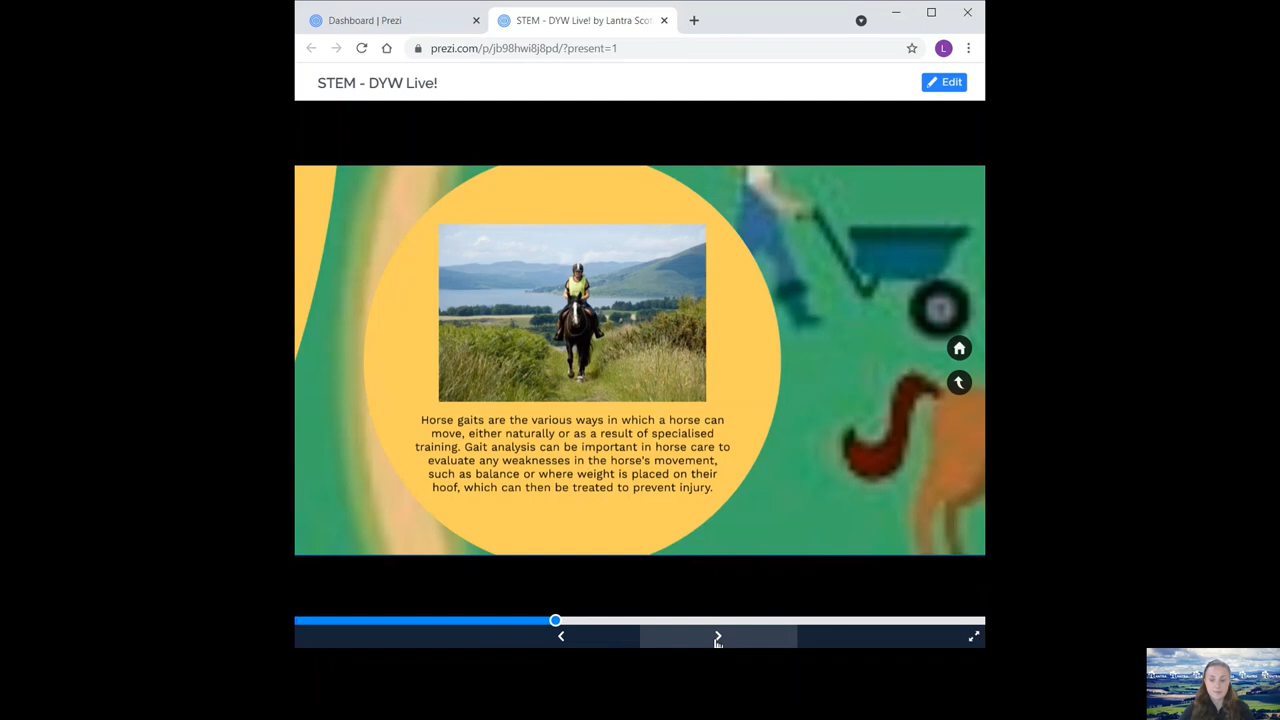 Dashboard | Prezi
STEM - DYW Live! by Lantra Scot
prezi.com/p/jb98hwi8j8pd/?present=1
L
STEM - DYW Live!
Edit
Horse gaits are the various ways in which a horse can
move, either naturally or as a result of specialised
training. Gait analysis can be important in horse care to
evaluate any weaknesses in the horse's movement,
such as balance or where weight is placed on their
hoof, which can then be treated to prevent injury.